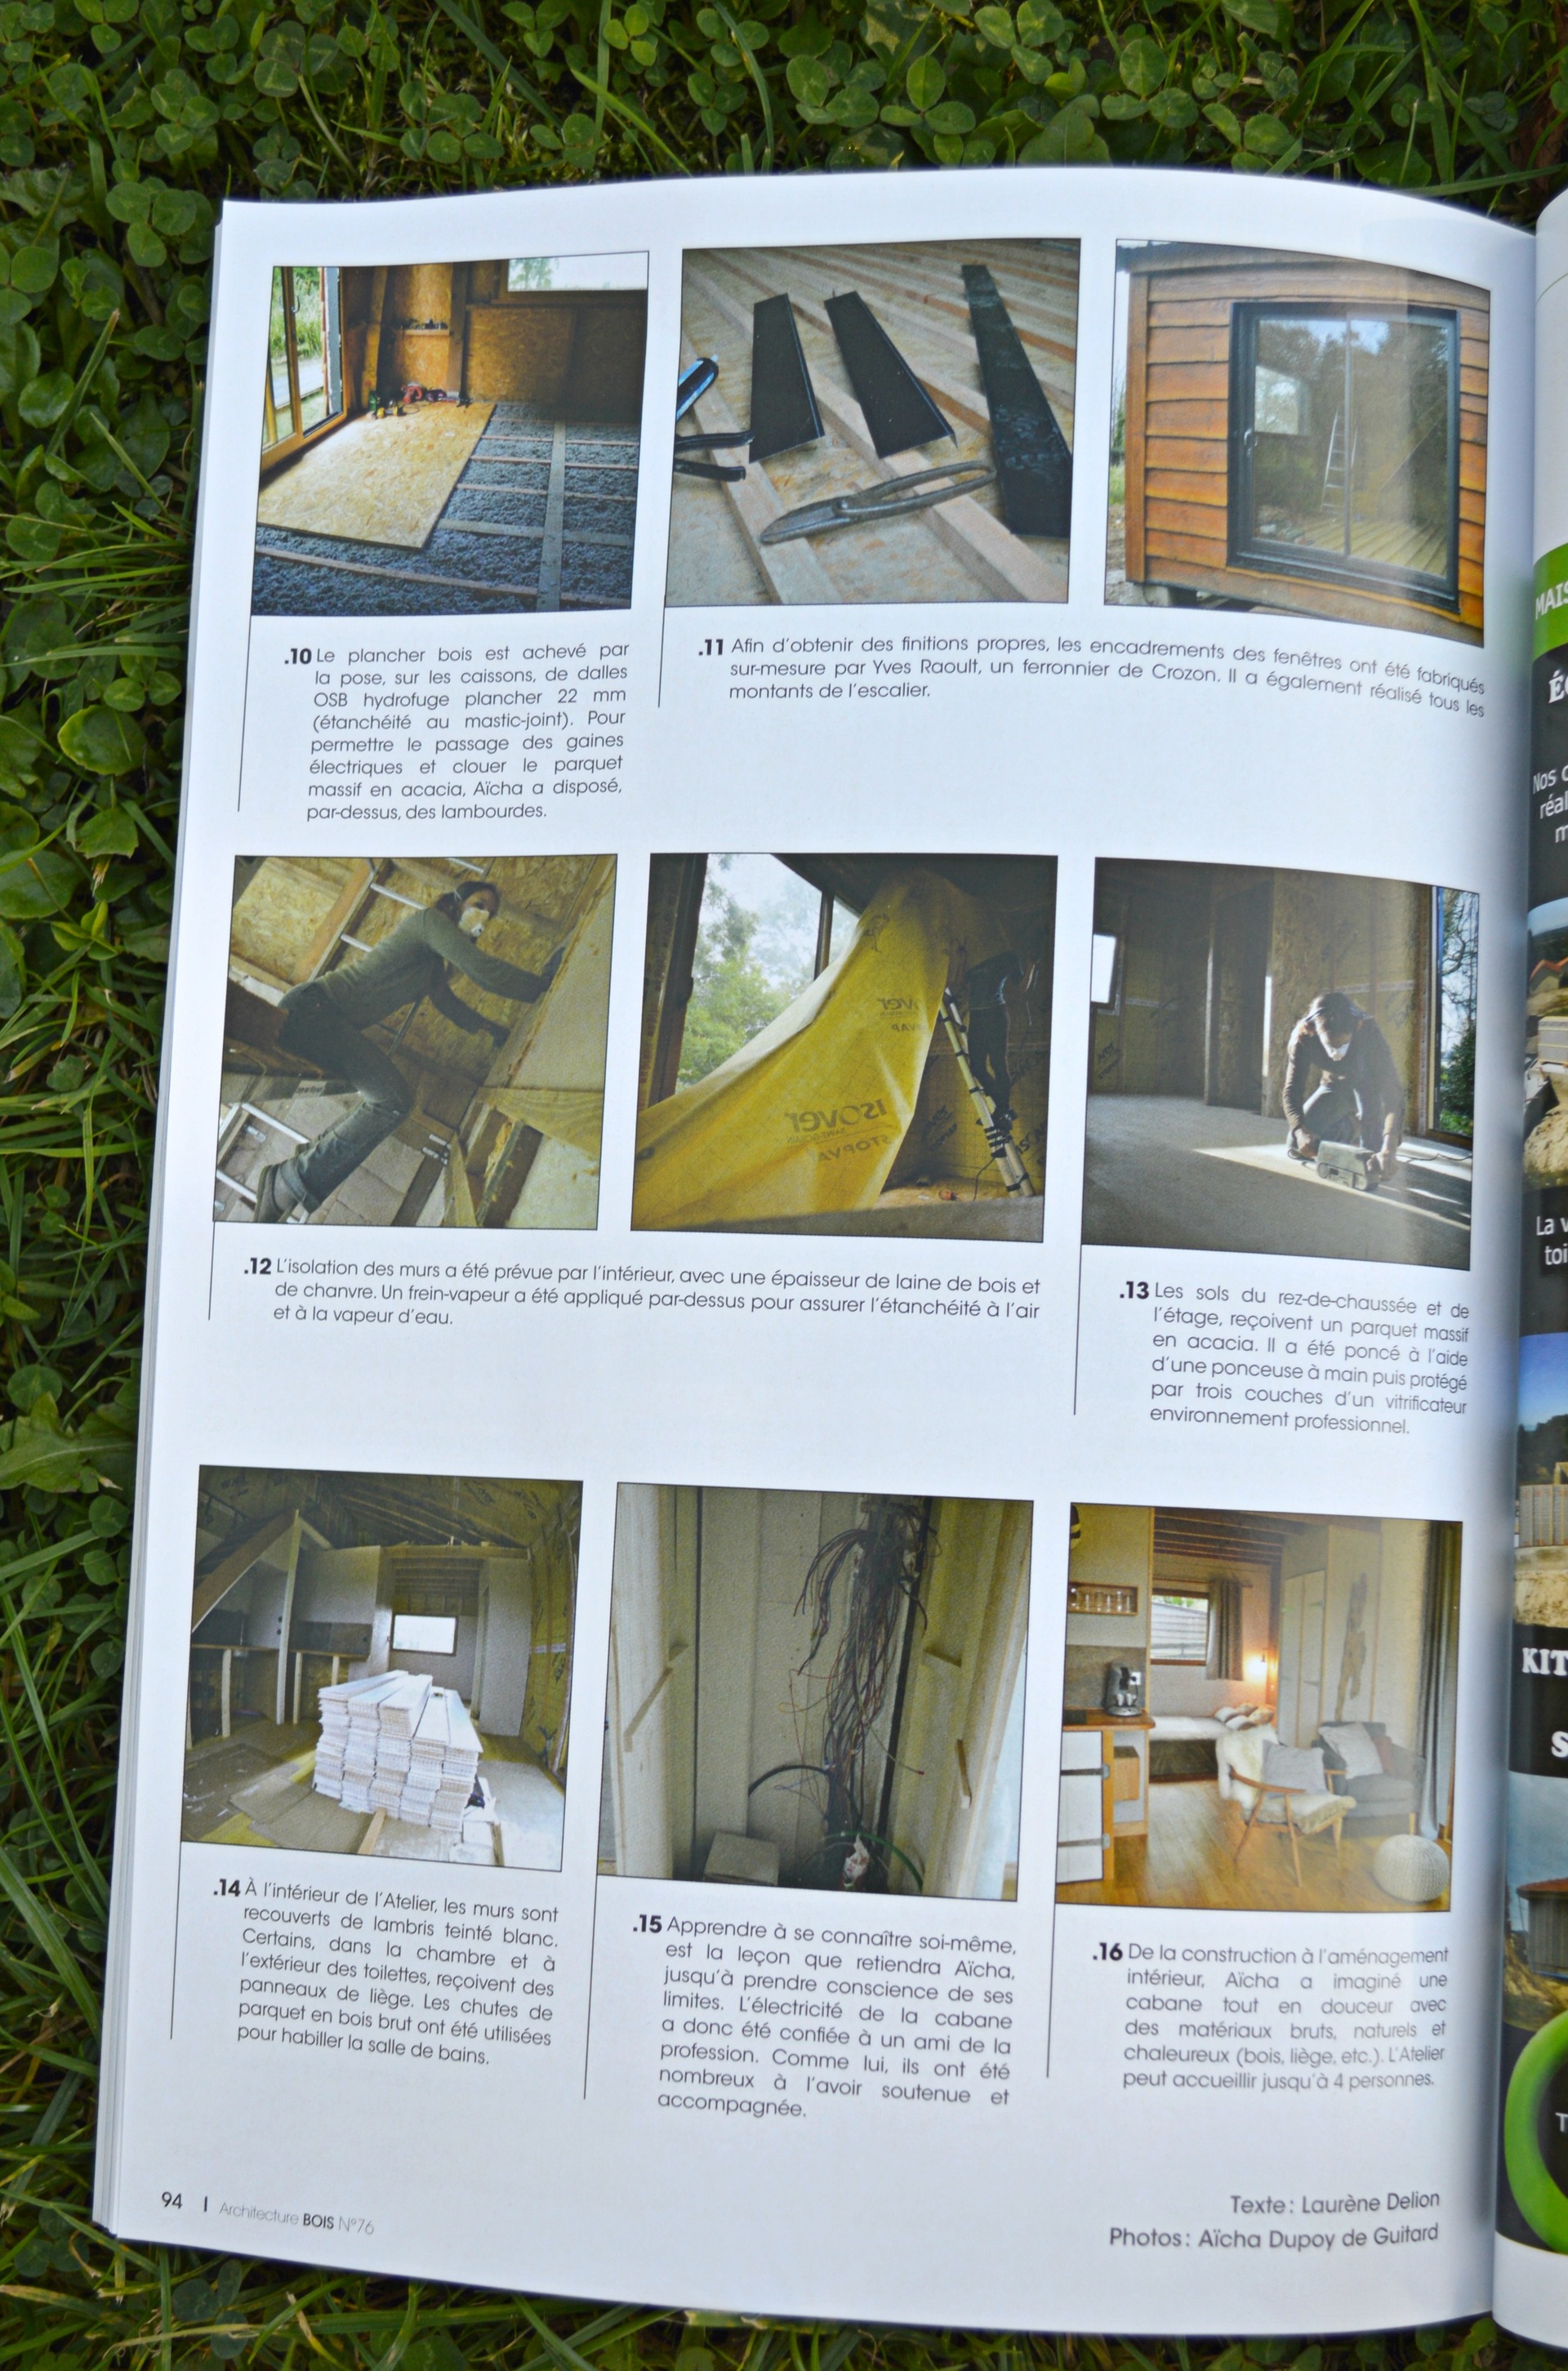 .10 Le plancher bois est achevé par
la pose, sur les caissons, de dalles
OSB hydrofuge plancher 22 mm
(étanchéité au mastic-joint). Pour
permettre le passage des gaines
électriques et clouer le parquet
massif en acacia, Aïcha a disposé,
par-dessus, des lambourdes.
.11 Afin d'obtenir des finitions propres, les encadrements des fenêtres ont été fabriqués
sur-mesure par Yves Raoult, un ferronnier de Crozon. Il a également réalisé tous les
montants de l'escalier.
isover
STOPVA
.12 L'isolation des murs a été prévue par l'intérieur, avec une épaisseur de laine de bois et
de chanvre. Un frein-vapeur a été appliqué par-dessus pour assurer l'étanchéité à l'air
et à la vapeur d'eau.
.13 Les sols du rez-de-chaussée et de
l'étage, reçoivent un parquet massif
en acacia. Il a été poncé à l'aide
d'une ponceuse à main puis protégé
par trois couches d'un vitrificateur
environnement professionnel.
.14 À l'intérieur de l'Atelier, les murs sont
recouverts de lambris teinté blanc.
Certains, dans la chambre et à
l'extérieur des toilettes, reçoivent des
panneaux de liège. Les chutes de
parquet en bois brut ont été utilisées
pour habiller la salle de bains.
.15 Apprendre à se connaître soi-même,
est la leçon que retiendra Aïcha,
jusqu'à prendre conscience de ses
limites. L'électricité de la cabane
a donc été confiée à un ami de la
profession. Comme lui, ils ont été
nombreux à l'avoir soutenue et
accompagnée.
.16 De la construction à l'aménagement
intérieur, Aïcha a imaginé une
cabane tout en douceur avec
des matériaux bruts, naturels et
chaleureux (bois, liège, etc.). L'Atelier
peut accueillir jusqu'à 4 personnes.
Texte : Laurène Delion
Photos : Aïcha Dupoy de Guitard
94 | Architecture BOIS N°76
MAIS
Nos
réal
La v
toi
KIT